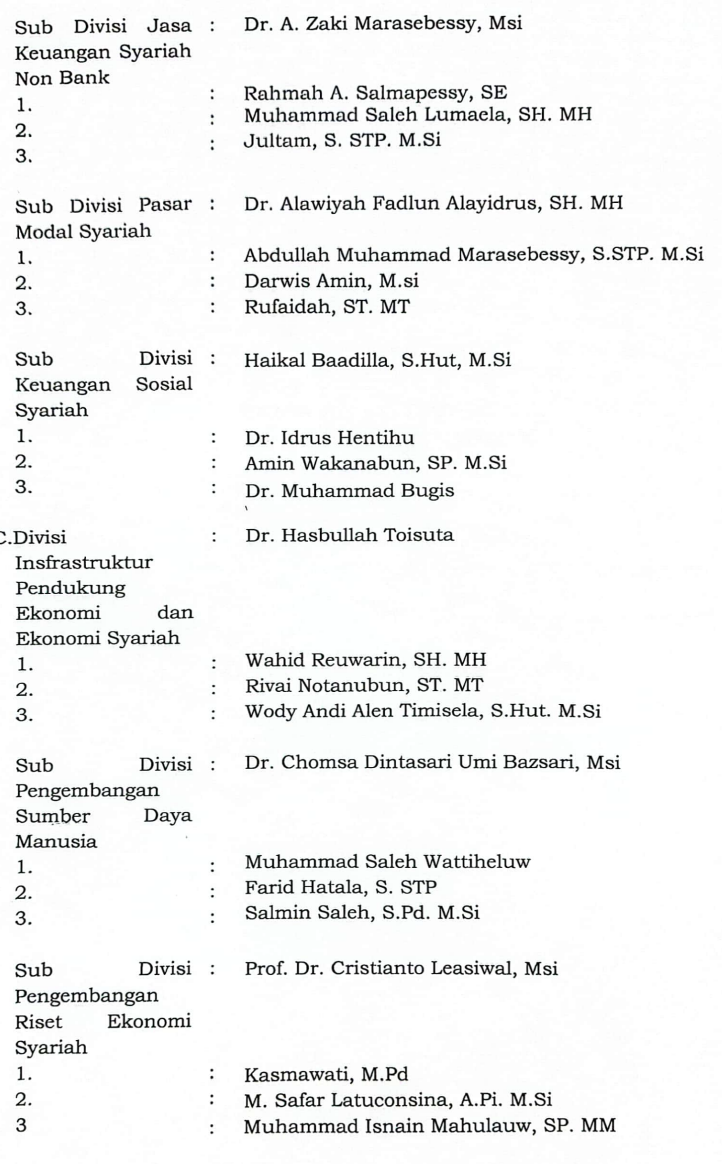 Sub Divisi Jasa : Dr. A. Zaki Marasebessy, Msi
Keuangan Syariah
Non Bank
1. : Rahmah A. Salmapessy, SE
2. : Muhammad Saleh Lumaela, SH. MH
3. : Jultam, S. STP. M.Si
Sub Divisi Pasar : Dr. Alawiyah Fadlun Alayidrus, SH. MH
Modal Syariah
1. : Abdullah Muhammad Marasebessy, S.STP. M.Si
2. : Darwis Amin, M.si
3. : Rufaidah, ST. MT
Sub Divisi : Haikal Baadilla, S.Hut, M.Si
Keuangan Sosial
Syariah
1. : Dr. Idrus Hentihu
2. : Amin Wakanabun, SP. M.Si
3. : Dr. Muhammad Bugis
C.Divisi : Dr. Hasbullah Toisuta
Insfrastruktur
Pendukung
Ekonomi dan
Ekonomi Syariah
1. : Wahid Reuwarin, SH. MH
2. : Rivai Notanubun, ST. MT
3. : Wody Andi Alen Timisela, S.Hut. M.Si
Sub Divisi : Dr. Chomsa Dintasari Umi Bazsari, Msi
Pengembangan
Sumber Daya
Manusia
1. : Muhammad Saleh Wattiheluw
2. : Farid Hatala, S. STP
3. : Salmin Saleh, S.Pd. M.Si
Sub Divisi : Prof. Dr. Cristianto Leasiwal, Msi
Pengembangan
Riset Ekonomi
Syariah
1. : Kasmawati, M.Pd
2. : M. Safar Latuconsina, A.Pi. M.Si
3 : Muhammad Isnain Mahulauw, SP. MM